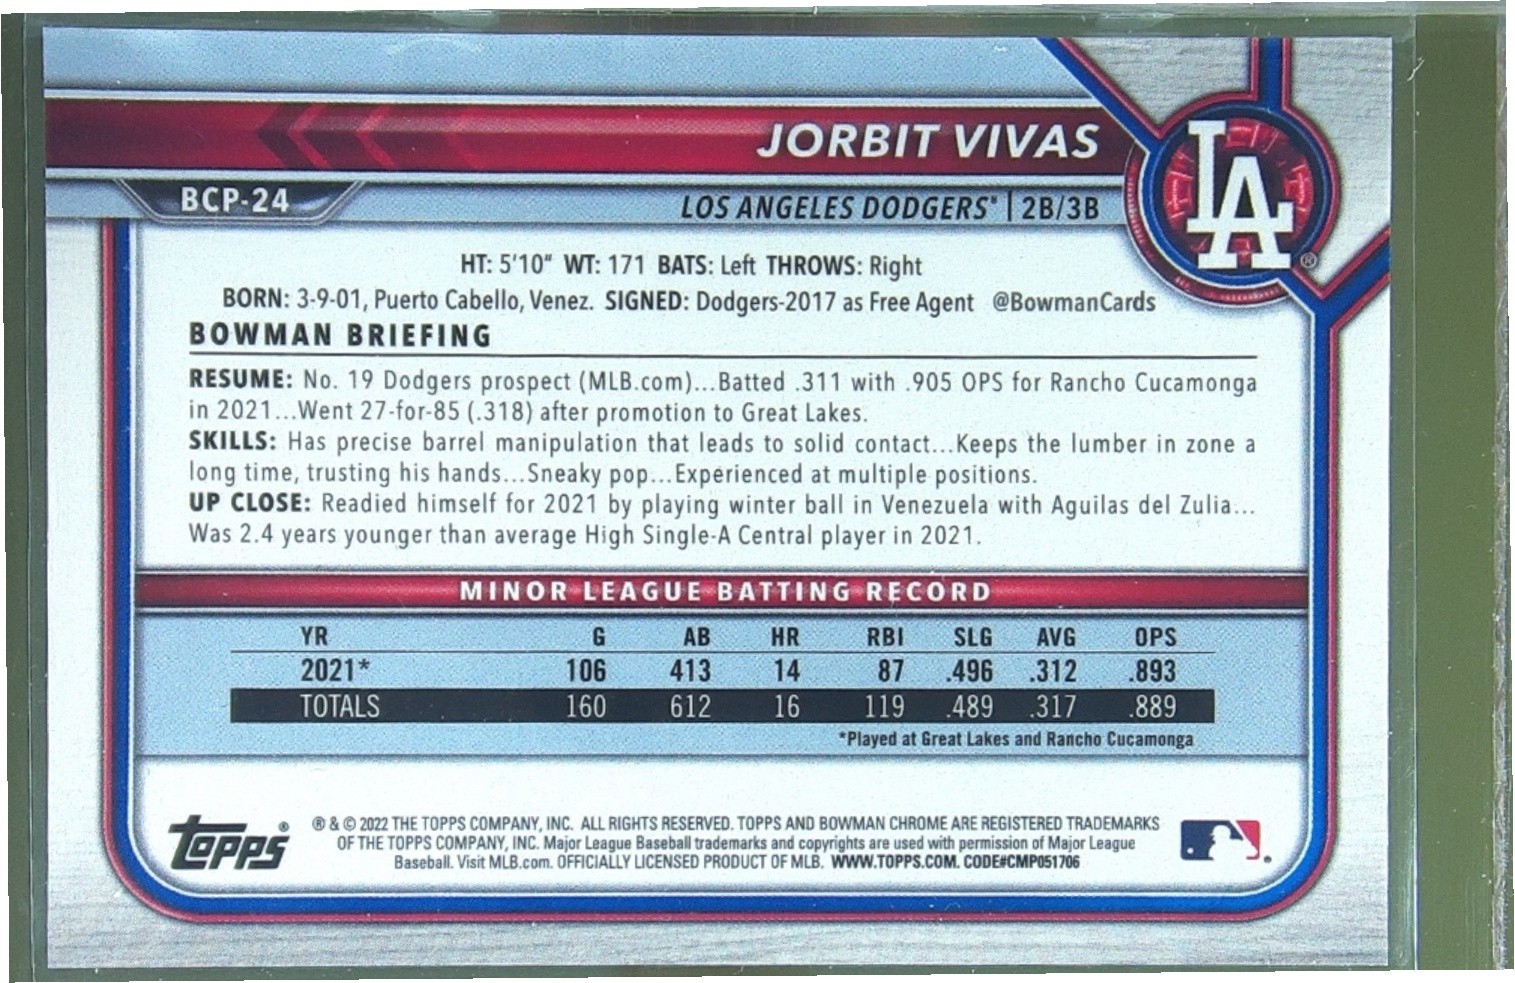 JORBIT VIVAS
BCP-24
LOS ANGELES DODGERS® | 2B/3B
LA
®
HT: 5'10" WT: 171 BATS: Left THROWS: Right
BORN: 3-9-01, Puerto Cabello, Venez. SIGNED: Dodgers-2017 as Free Agent @BowmanCards
BOWMAN BRIEFING
RESUME: No. 19 Dodgers prospect (MLB.com)...Batted .311 with .905 OPS for Rancho Cucamonga
in 2021...Went 27-for-85 (.318) after promotion to Great Lakes.
SKILLS: Has precise barrel manipulation that leads to solid contact...Keeps the lumber in zone a
long time, trusting his hands...Sneaky pop...Experienced at multiple positions.
UP CLOSE: Readied himself for 2021 by playing winter ball in Venezuela with Aguilas del Zulia...
Was 2.4 years younger than average High Single-A Central player in 2021.
MINOR LEAGUE BATTING RECORD
YR G AB HR RBI SLG AVG OPS
2021* 106 413 14 87 .496 .312 .893
TOTALS 160 612 16 119 .489 .317 .889
*Played at Great Lakes and Rancho Cucamonga
Topps®
® & © 2022 THE TOPPS COMPANY, INC. ALL RIGHTS RESERVED. TOPPS AND BOWMAN CHROME ARE REGISTERED TRADEMARKS
OF THE TOPPS COMPANY, INC. Major League Baseball trademarks and copyrights are used with permission of Major League
Baseball. Visit MLB.com. OFFICIALLY LICENSED PRODUCT OF MLB. WWW.TOPPS.COM. CODE#CMP051706